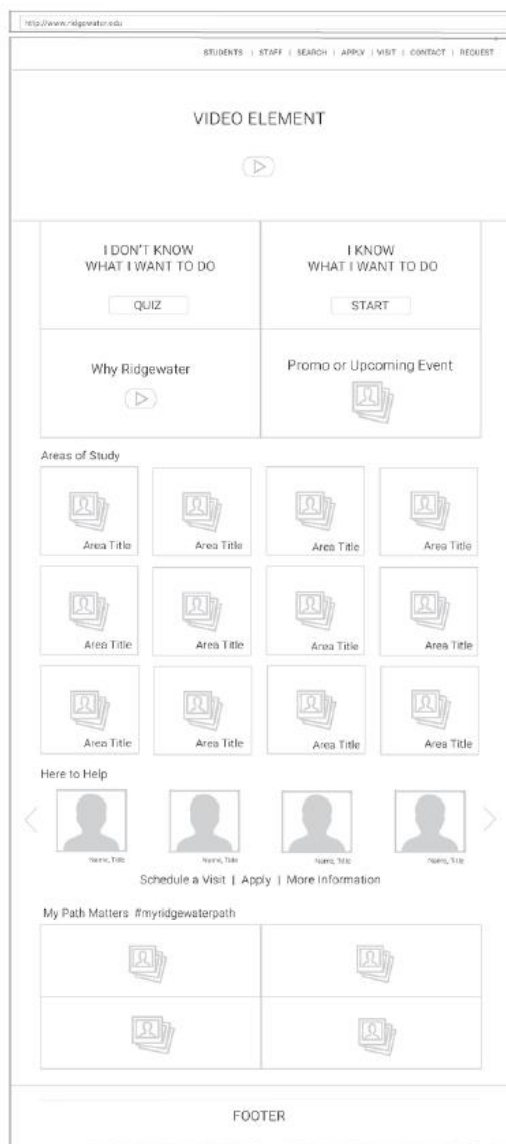 http://www.ridgewater.edu
STUDENTS | STAFF | SEARCH | APPLY | VISIT | CONTACT | REQUEST
VIDEO ELEMENT
I DON'T KNOW
WHAT I WANT TO DO
QUIZ
I KNOW
WHAT I WANT TO DO
START
Why Ridgewater
Promo or Upcoming Event
Areas of Study
Area Title
Area Title
Area Title
Area Title
Area Title
Area Title
Area Title
Area Title
Area Title
Area Title
Area Title
Area Title
Here to Help
Name, Title
Name, Title
Name, Title
Name, Title
Schedule a Visit | Apply | More Information
My Path Matters #myridgewaterpath
FOOTER